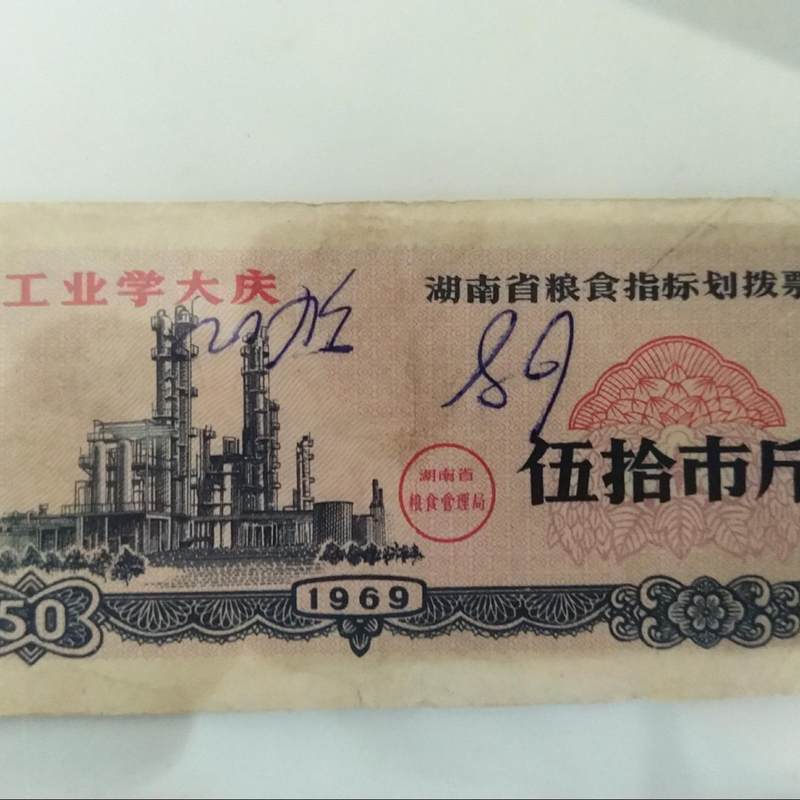 工业学大庆
湖南省粮食指标划拨票
89
湖南省
粮食管理局
伍拾市斤
50
1969